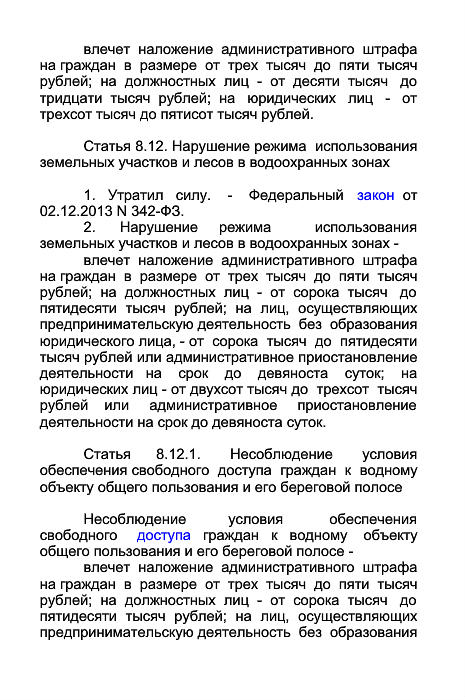 влечет наложение административного штрафа
на граждан в размере от трех тысяч до пяти тысяч
рублей; на должностных лиц - от десяти тысяч до
тридцати тысяч рублей; на юридических лиц - от
трехсот тысяч до пятисот тысяч рублей.
Статья 8.12. Нарушение режима использования
земельных участков и лесов в водоохранных зонах
1. Утратил силу. - Федеральный закон от
02.12.2013 N 342-ФЗ.
2. Нарушение режима использования
земельных участков и лесов в водоохранных зонах -
влечет наложение административного штрафа
на граждан в размере от трех тысяч до пяти тысяч
рублей; на должностных лиц - от сорока тысяч до
пятидесяти тысяч рублей; на лиц, осуществляющих
предпринимательскую деятельность без образования
юридического лица, - от сорока тысяч до пятидесяти
тысяч рублей или административное приостановление
деятельности на срок до девяноста суток; на
юридических лиц - от двухсот тысяч до трехсот тысяч
рублей или административное приостановление
деятельности на срок до девяноста суток.
Статья 8.12.1. Несоблюдение условия
обеспечения свободного доступа граждан к водному
объекту общего пользования и его береговой полосе
Несоблюдение условия обеспечения
свободного доступа граждан к водному объекту
общего пользования и его береговой полосе -
влечет наложение административного штрафа
на граждан в размере от трех тысяч до пяти тысяч
рублей; на должностных лиц - от сорока тысяч до
пятидесяти тысяч рублей; на лиц, осуществляющих
предпринимательскую деятельность без образования